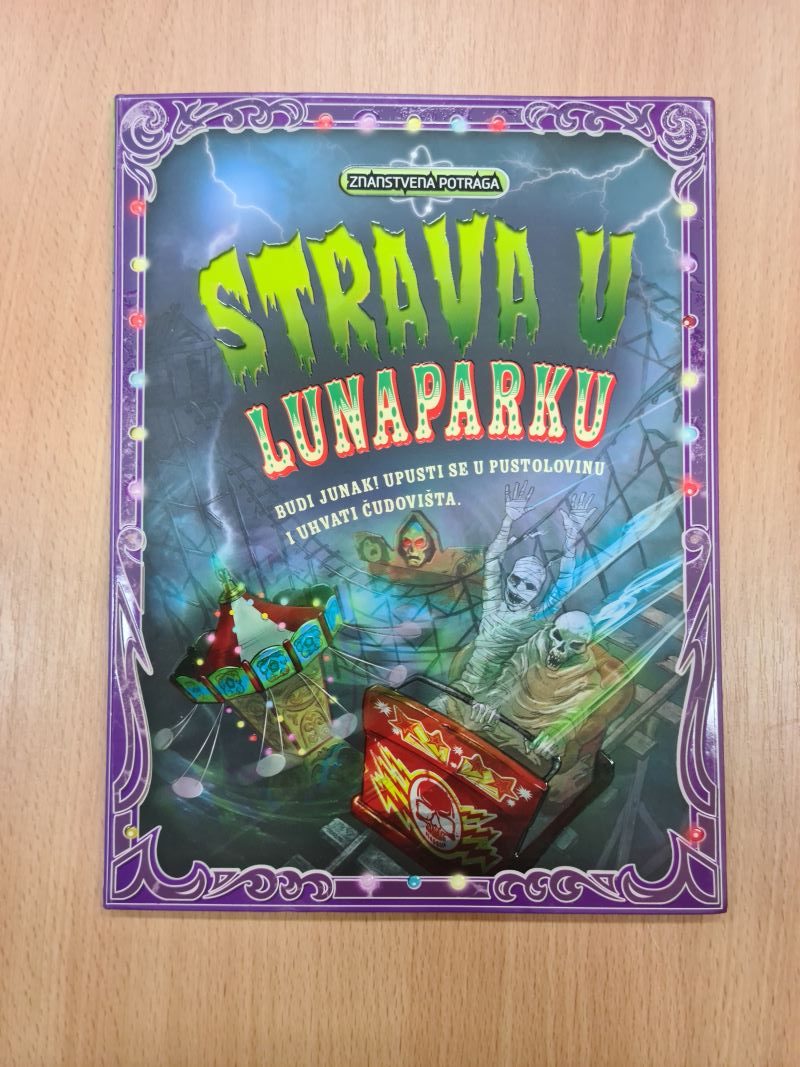 ZNANSTVENA POTRAGA
STRAVA U
LUNAPARKU
BUDI JUNAK! UPUSTI SE U PUSTOLOVINU
I UHVATI ČUDOVIŠTA.